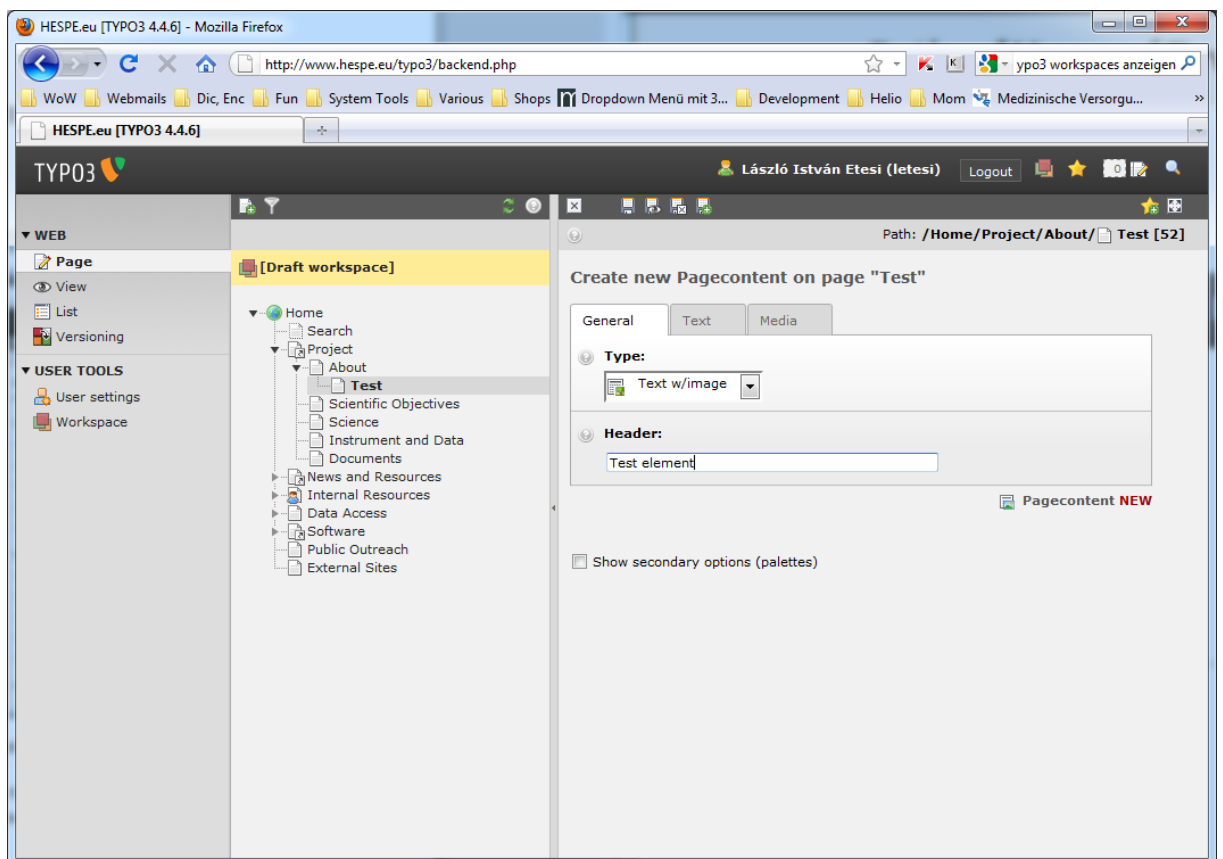 HESPE.eu [TYPO3 4.4.6] - Mozilla Firefox
http://www.hespe.eu/typo3/backend.php
ypo3 workspaces anzeigen
WoW Webmails Dic, Enc Fun System Tools Various Shops Dropdown Menü mit 3... Development Helio Mom Medizinische Versorgu... »
HESPE.eu [TYPO3 4.4.6]
TYPO3
László István Etesi (letesi) Logout 0
WEB
Page
View
List
Versioning
USER TOOLS
User settings
Workspace
[Draft workspace]
Home
Search
Project
About
Test
Scientific Objectives
Science
Instrument and Data
Documents
News and Resources
Internal Resources
Data Access
Software
Public Outreach
External Sites
Path: /Home/Project/About/ Test [52]
Create new Pagecontent on page "Test"
General Text Media
Type:
Text w/image
Header:
Test element
Pagecontent NEW
Show secondary options (palettes)